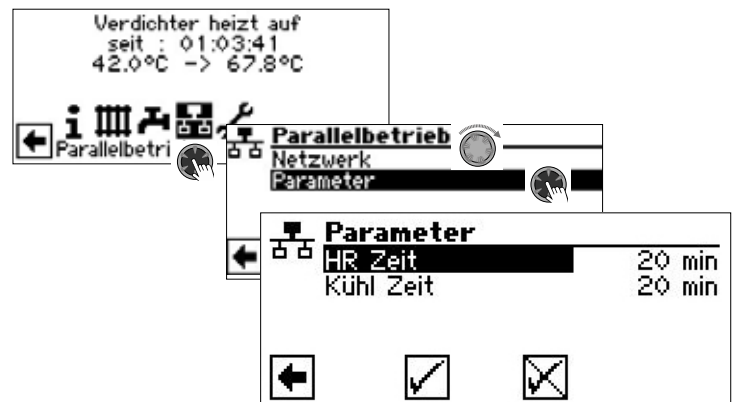 Verdichter heizt auf
seit : 01:03:41
42.0°C -> 67.8°C
Parallelbetri
Parallelbetrieb
Netzwerk
Parameter
Parameter
HR Zeit 20 min
Kühl Zeit 20 min